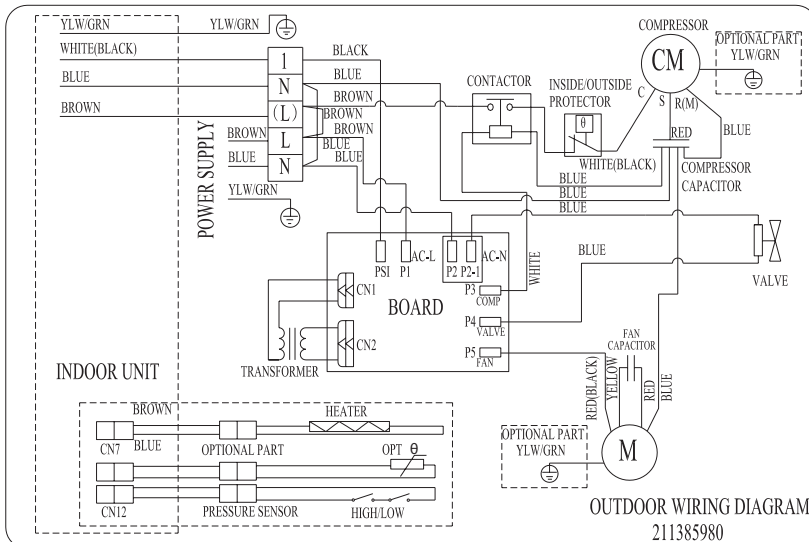 YLW/GRN
YLW/GRN
COMPRESSOR
OPTIONAL PART
YLW/GRN
WHITE(BLACK)
1
BLACK
CM
BLUE
N
BLUE
CONTACTOR
INSIDE/OUTSIDE
PROTECTOR
θ
C
S
R(M)
BROWN
(L)
BROWN
BROWN
BROWN
L
BROWN
BLUE
RED
BLUE
BLUE
N
BLUE
WHITE(BLACK)
COMPRESSOR
CAPACITOR
POWER SUPPLY
YLW/GRN
BLUE
BLUE
BLUE
PSI
P1
AC-L
P2
P2-1
AC-N
WHITE
BLUE
VALVE
CN1
BOARD
P3
COMP
P4
VALVE
CN2
P5
FAN
TRANSFORMER
FAN
CAPACITOR
INDOOR UNIT
RED(BLACK)
YELLOW
RED
BLUE
BROWN
HEATER
CN7
BLUE
OPTIONAL PART
OPT
θ
OPTIONAL PART
YLW/GRN
M
CN12
PRESSURE SENSOR
HIGH/LOW
OUTDOOR WIRING DIAGRAM
211385980